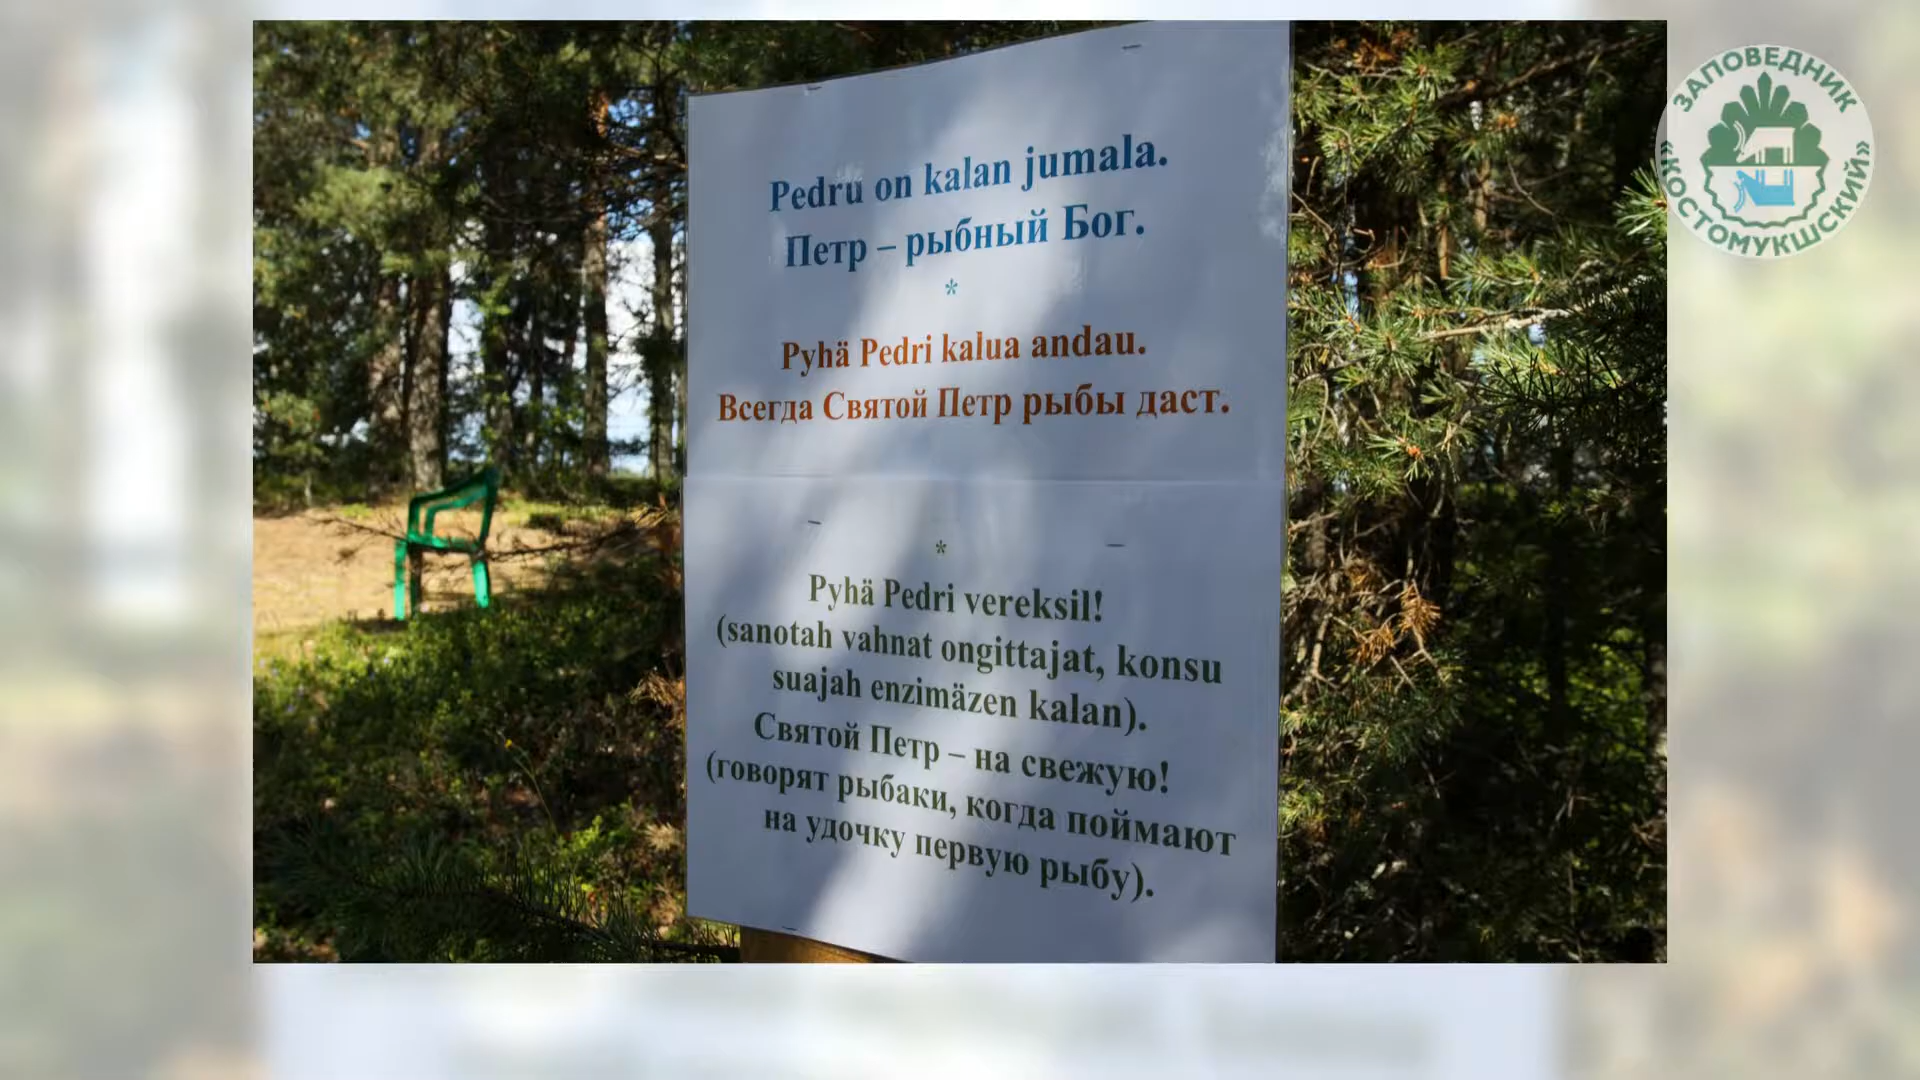 Pedru on kalan jumala.
Петр – рыбный Бог.
*
Pyhä Pedri kalua andau.
Всегда Святой Петр рыбы даст.
*
Pyhä Pedri vereksil!
(sanotah vahnat ongittajat, konsu
suajah enzimäzen kalan).
Святой Петр – на свежую!
(говорят рыбаки, когда поймают
на удочку первую рыбу).
ЗАПОВЕДНИК
«КОСТОМУКШСКИЙ»